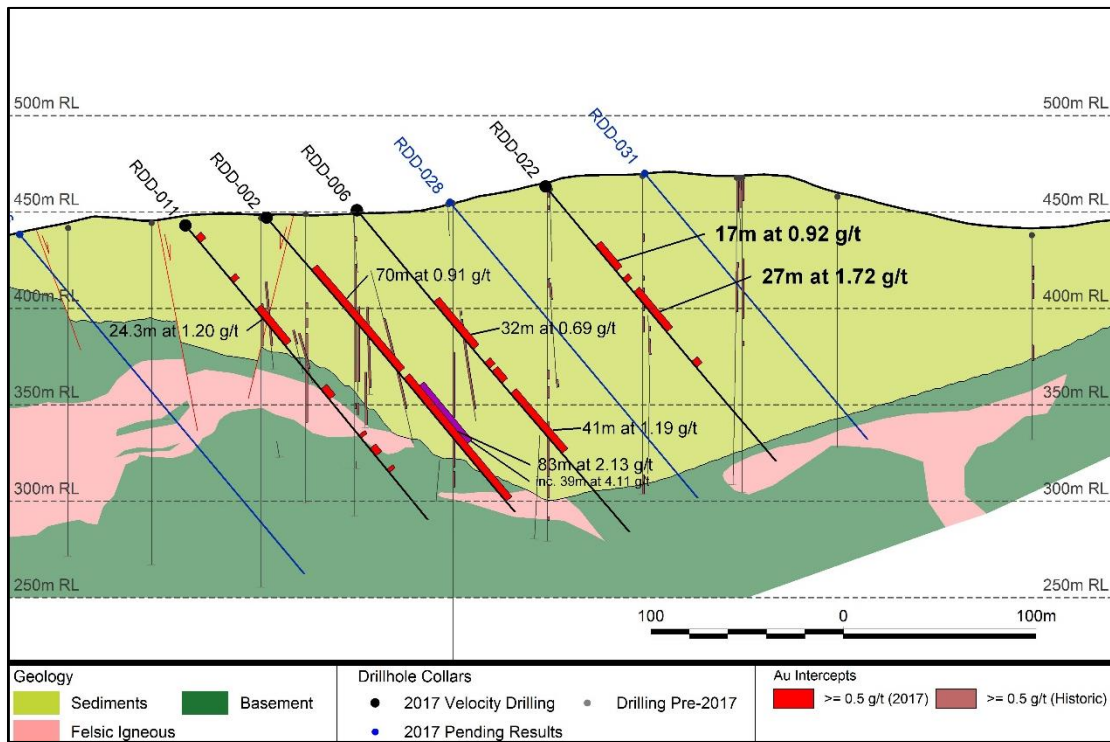 500m RL
500m RL
RDD-011
RDD-002
RDD-006
RDD-028
RDD-022
RDD-031
450m RL
450m RL
17m at 0.92 g/t
27m at 1.72 g/t
70m at 0.91 g/t
400m RL
400m RL
24.3m at 1.20 g/t
32m at 0.69 g/t
350m RL
350m RL
41m at 1.19 g/t
83m at 2.13 g/t
inc. 39m at 4.11 g/t
300m RL
300m RL
250m RL
250m RL
100 0 100m
Geology
Sediments
Basement
Felsic Igneous
Drillhole Collars
2017 Velocity Drilling
Drilling Pre-2017
2017 Pending Results
Au Intercepts
>= 0.5 g/t (2017)
>= 0.5 g/t (Historic)